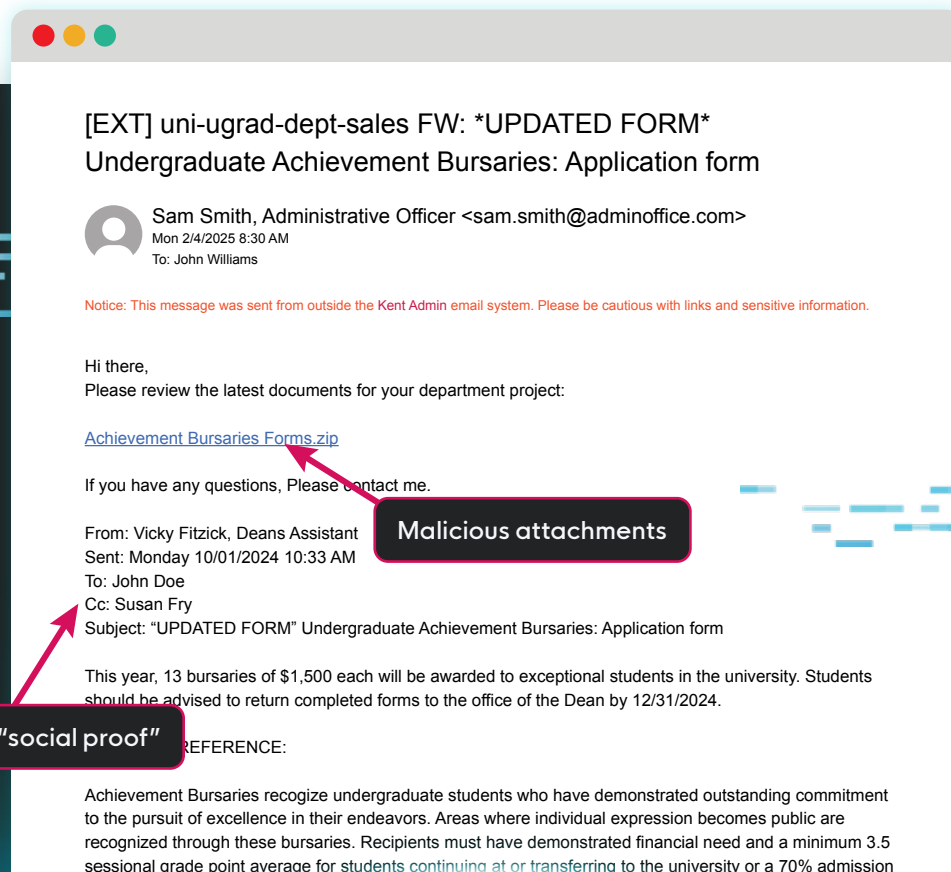 [EXT] uni-ugrad-dept-sales FW: *UPDATED FORM*
Undergraduate Achievement Bursaries: Application form
Sam Smith, Administrative Officer <sam.smith@adminoffice.com>
Mon 2/4/2025 8:30 AM
To: John Williams
Notice: This message was sent from outside the Kent Admin email system. Please be cautious with links and sensitive information.
Hi there,
Please review the latest documents for your department project:
Achievement Bursaries Forms.zip
If you have any questions, Please contact me.
Malicious attachments
From: Vicky Fitzick, Deans Assistant
Sent: Monday 10/01/2024 10:33 AM
To: John Doe
Cc: Susan Fry
Subject: “UPDATED FORM” Undergraduate Achievement Bursaries: Application form
This year, 13 bursaries of $1,500 each will be awarded to exceptional students in the university. Students
should be advised to return completed forms to the office of the Dean by 12/31/2024.
“social proof”
REFERENCE:
Achievement Bursaries recogize undergraduate students who have demonstrated outstanding commitment
to the pursuit of excellence in their endeavors. Areas where individual expression becomes public are
recognized through these bursaries. Recipients must have demonstrated financial need and a minimum 3.5
sessional grade point average for students continuing at or transferring to the university or a 70% admission